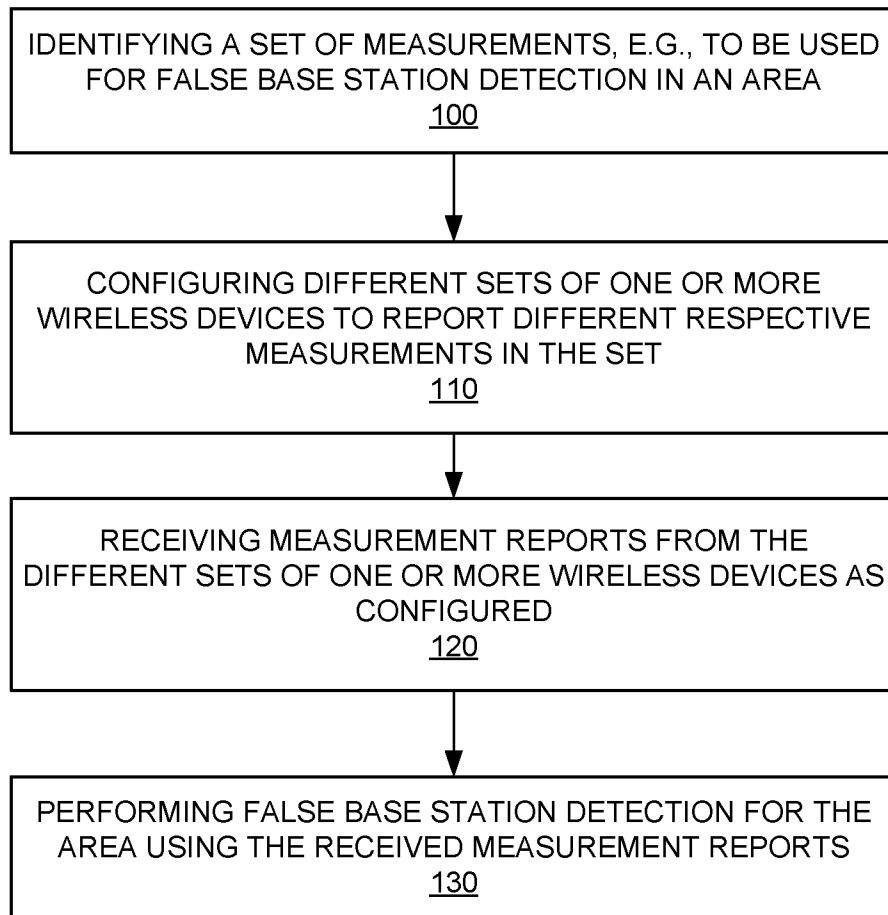 IDENTIFYING A SET OF MEASUREMENTS, E.G., TO BE USED
FOR FALSE BASE STATION DETECTION IN AN AREA
100
CONFIGURING DIFFERENT SETS OF ONE OR MORE
WIRELESS DEVICES TO REPORT DIFFERENT RESPECTIVE
MEASUREMENTS IN THE SET
110
RECEIVING MEASUREMENT REPORTS FROM THE
DIFFERENT SETS OF ONE OR MORE WIRELESS DEVICES AS
CONFIGURED
120
PERFORMING FALSE BASE STATION DETECTION FOR THE
AREA USING THE RECEIVED MEASUREMENT REPORTS
130